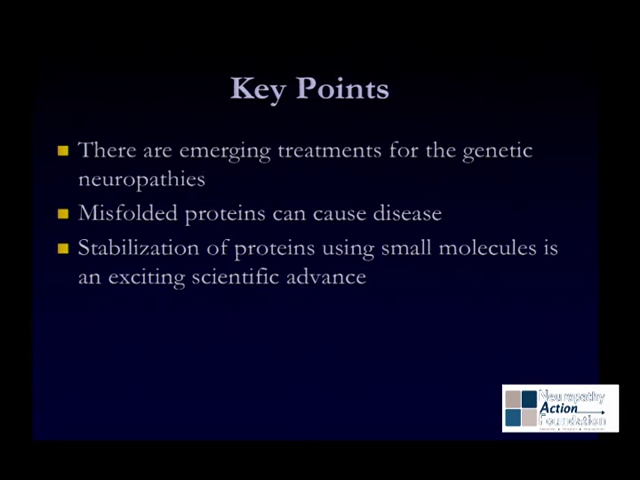 Key Points
There are emerging treatments for the genetic
neuropathies
Misfolded proteins can cause disease
Stabilization of proteins using small molecules is
an exciting scientific advance
Neuropathy
Action
Foundation